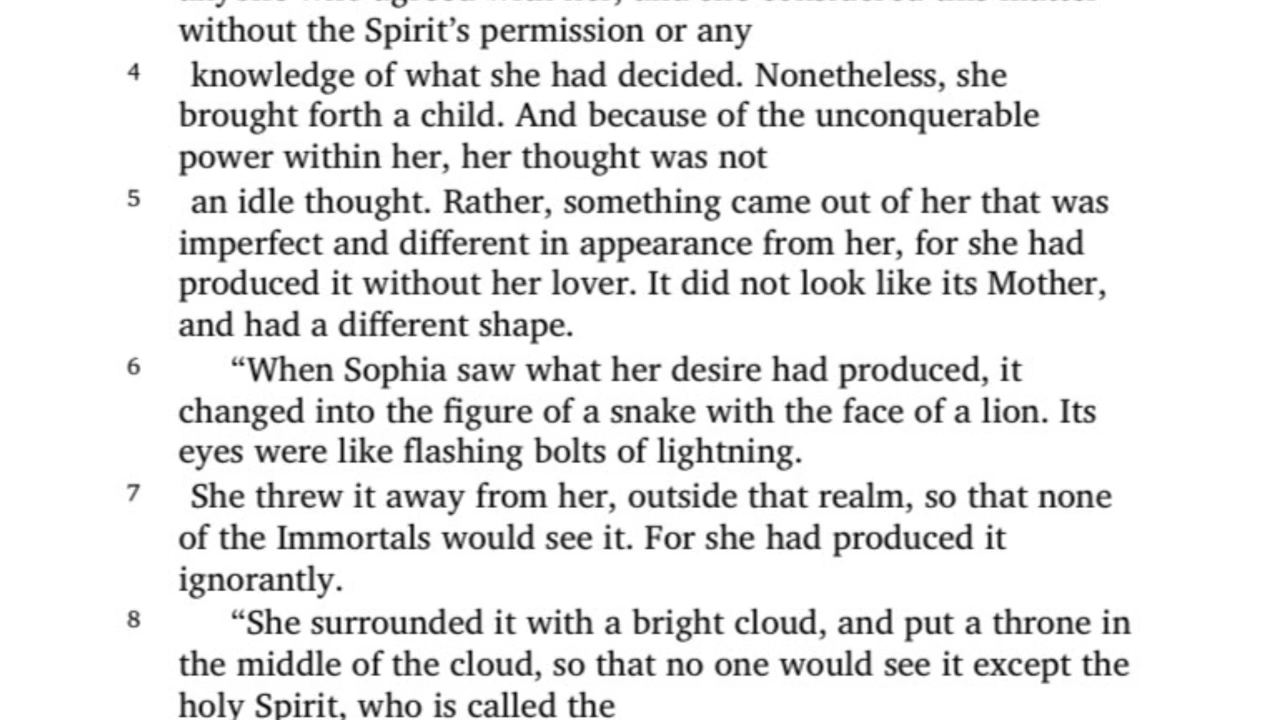 without the Spirit’s permission or any
4 knowledge of what she had decided. Nonetheless, she
brought forth a child. And because of the unconquerable
power within her, her thought was not
5 an idle thought. Rather, something came out of her that was
imperfect and different in appearance from her, for she had
produced it without her lover. It did not look like its Mother,
and had a different shape.
6 “When Sophia saw what her desire had produced, it
changed into the figure of a snake with the face of a lion. Its
eyes were like flashing bolts of lightning.
7 She threw it away from her, outside that realm, so that none
of the Immortals would see it. For she had produced it
ignorantly.
8 “She surrounded it with a bright cloud, and put a throne in
the middle of the cloud, so that no one would see it except the
holy Spirit, who is called the